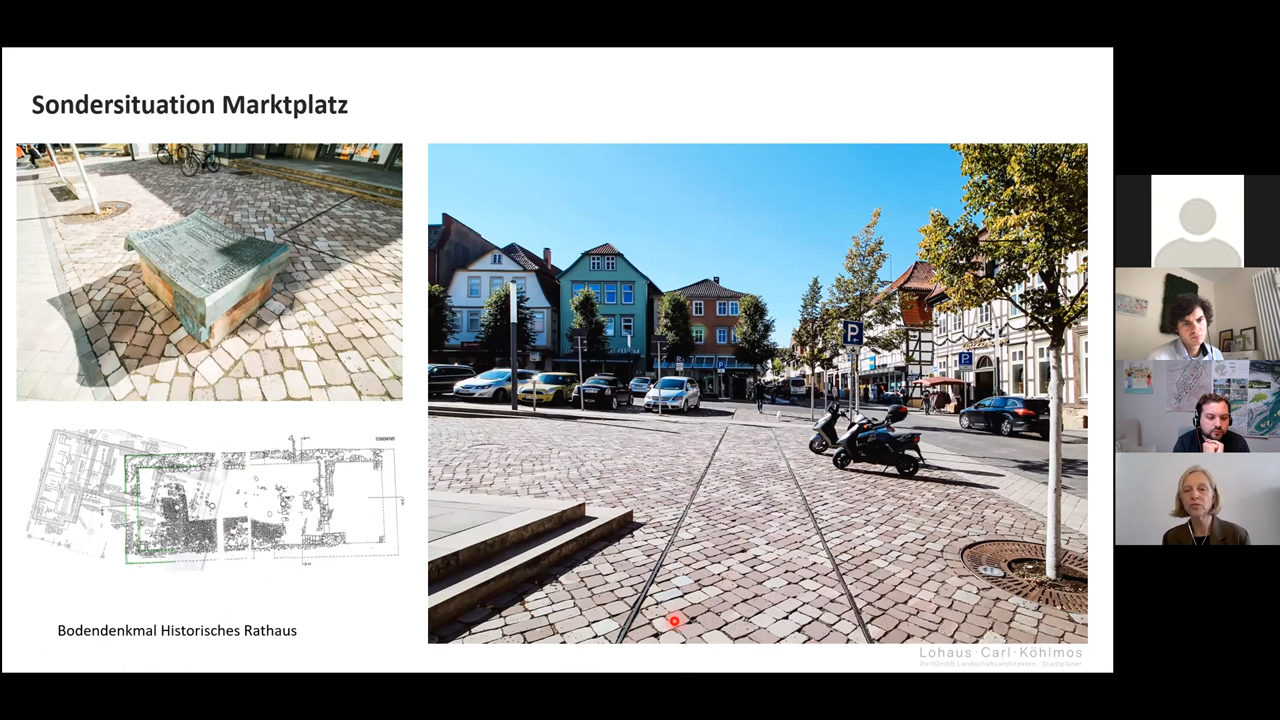 Sondersituation Marktplatz
P
P
Bodendenkmal Historisches Rathaus
Lohaus · Carl · Köhlmos
PartGmbB Landschaftsarchitekten · Stadtplaner